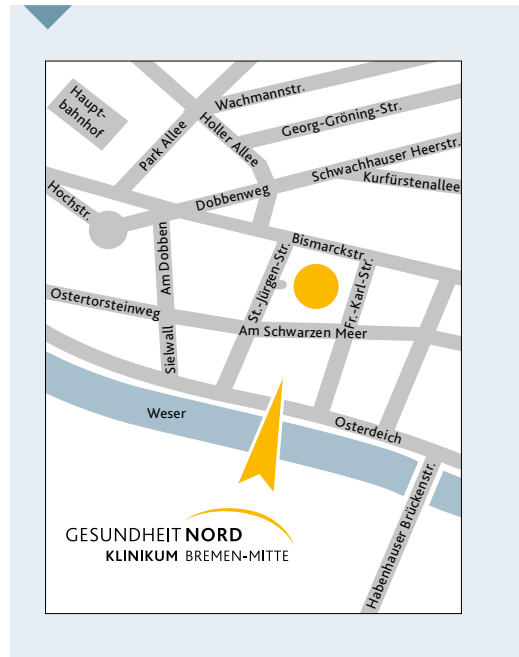 Haupt-
bahnhof
Wachmannstr.
Holler Allee
Georg-Gröning-Str.
Park Allee
Schwachhauser Heerstr.
Kurfürstenallee
Hochstr.
Dobbenweg
Am Dobben
Bismarckstr.
St.-Jürgen-Str.
Fr.-Karl-Str.
Ostertorsteinweg
Am Schwarzen Meer
Sielwall
Weser
Osterdeich
Habenhauser Brückenstr.
GESUNDHEIT NORD
KLINIKUM BREMEN-MITTE